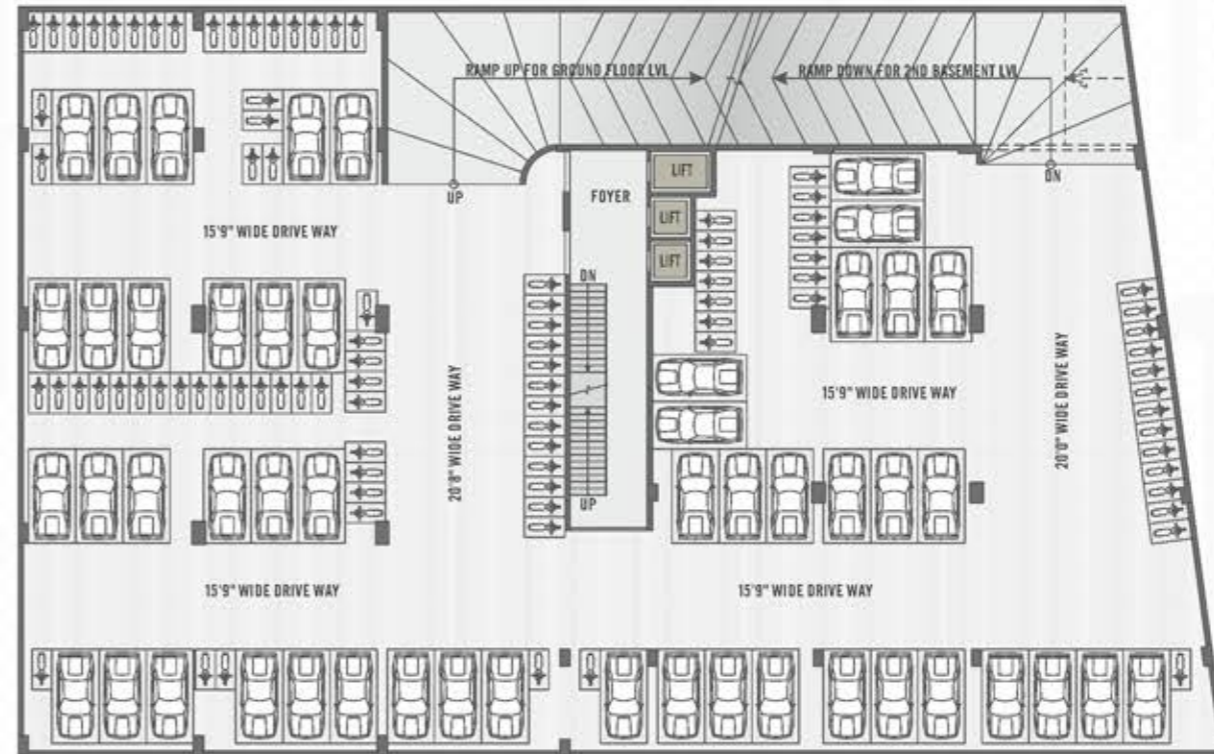 RAMP UP FOR GROUND FLOOR LVL
RAMP DOWN FOR 2ND BASEMENT LVL
UP
FOYER
LIFT
DN
15'9" WIDE DRIVE WAY
LIFT
LIFT
DN
20'8" WIDE DRIVE WAY
15'9" WIDE DRIVE WAY
20'0" WIDE DRIVE WAY
UP
15'9" WIDE DRIVE WAY
15'9" WIDE DRIVE WAY